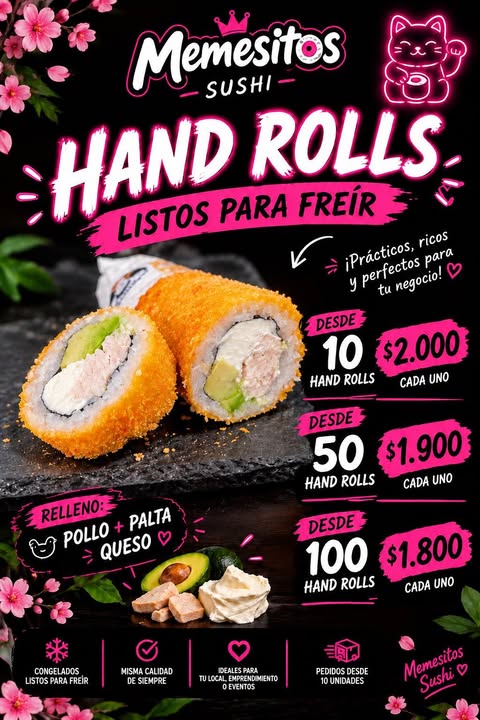 Memesitos
SUSHI
HAND ROLLS
LISTOS PARA FREÍR
¡Prácticos, ricos
y perfectos para
tu negocio!
DESDE
10
HAND ROLLS
$2.000
CADA UNO
DESDE
50
HAND ROLLS
$1.900
CADA UNO
DESDE
100
HAND ROLLS
$1.800
CADA UNO
RELLENO:
POLLO + PALTA
QUESO
CONGELADOS
LISTOS PARA FREÍR
MISMA CALIDAD
DE SIEMPRE
IDEALES PARA
TU LOCAL, EMPRENDIMIENTO
O EVENTOS
PEDIDOS DESDE
10 UNIDADES
Memesitos
Sushi